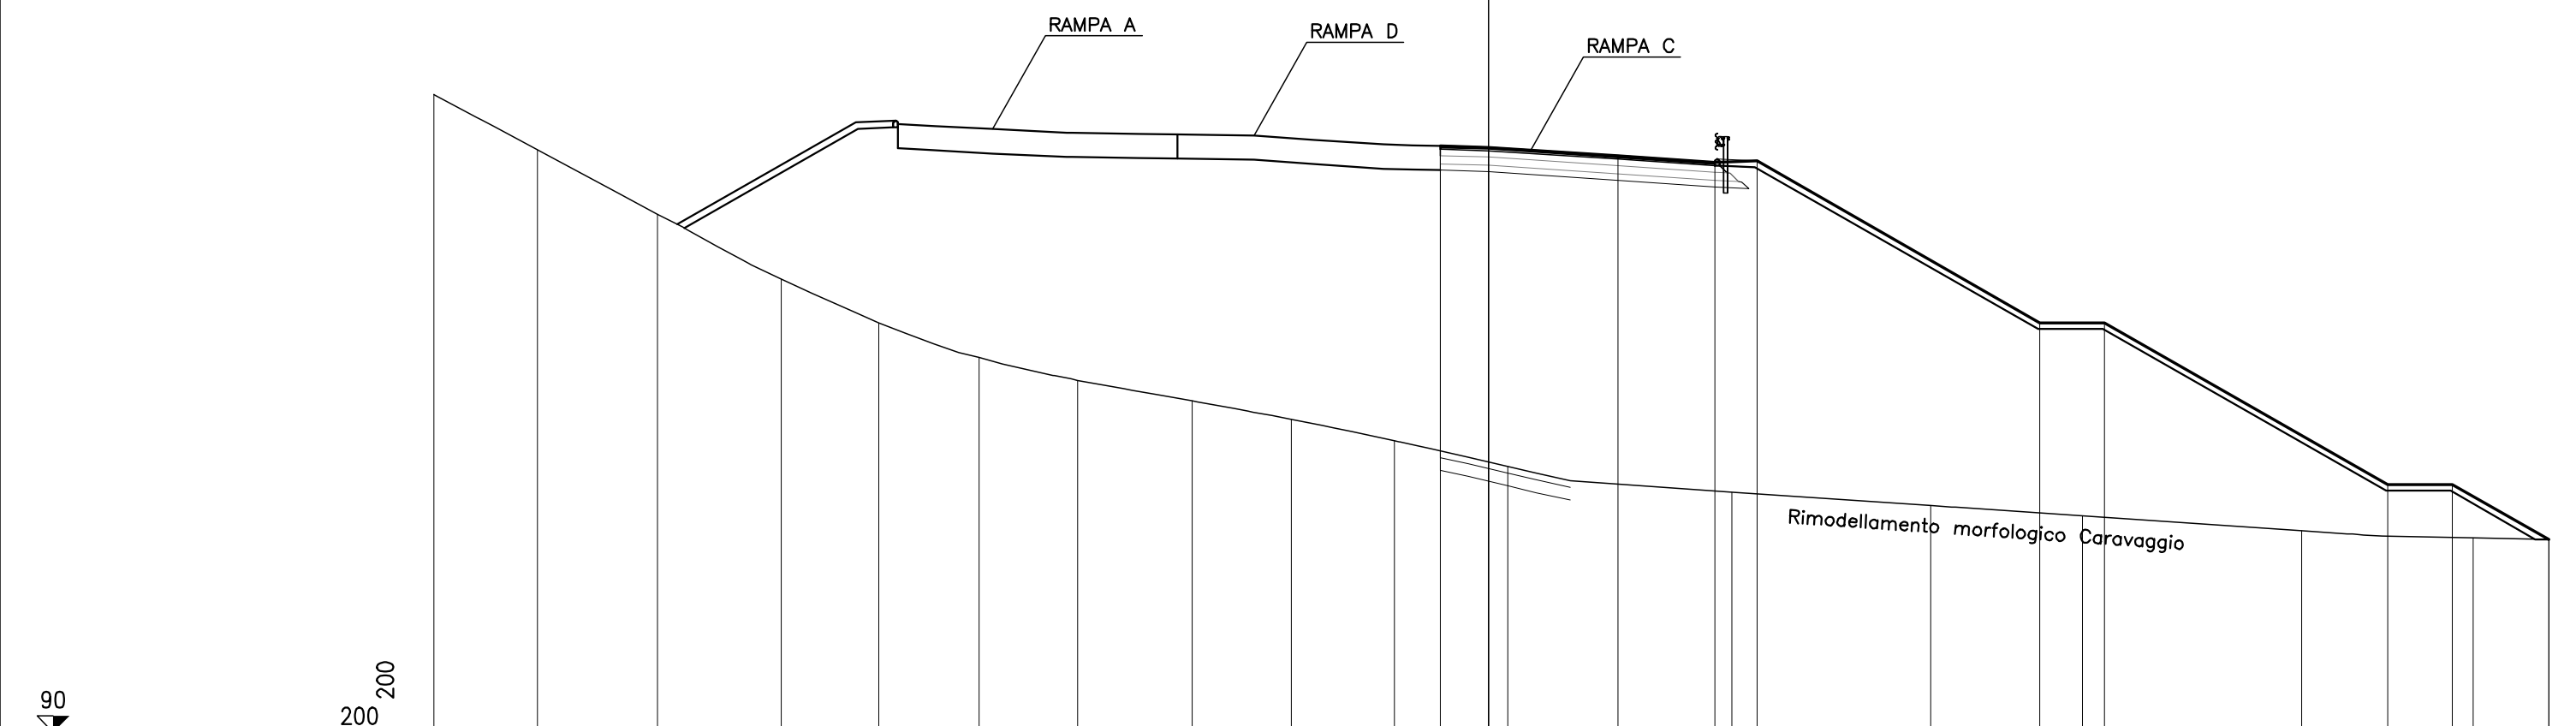 RAMPA A
RAMPA D
RAMPA C
Rimodellamento morfologico Caravaggio
200
90
200